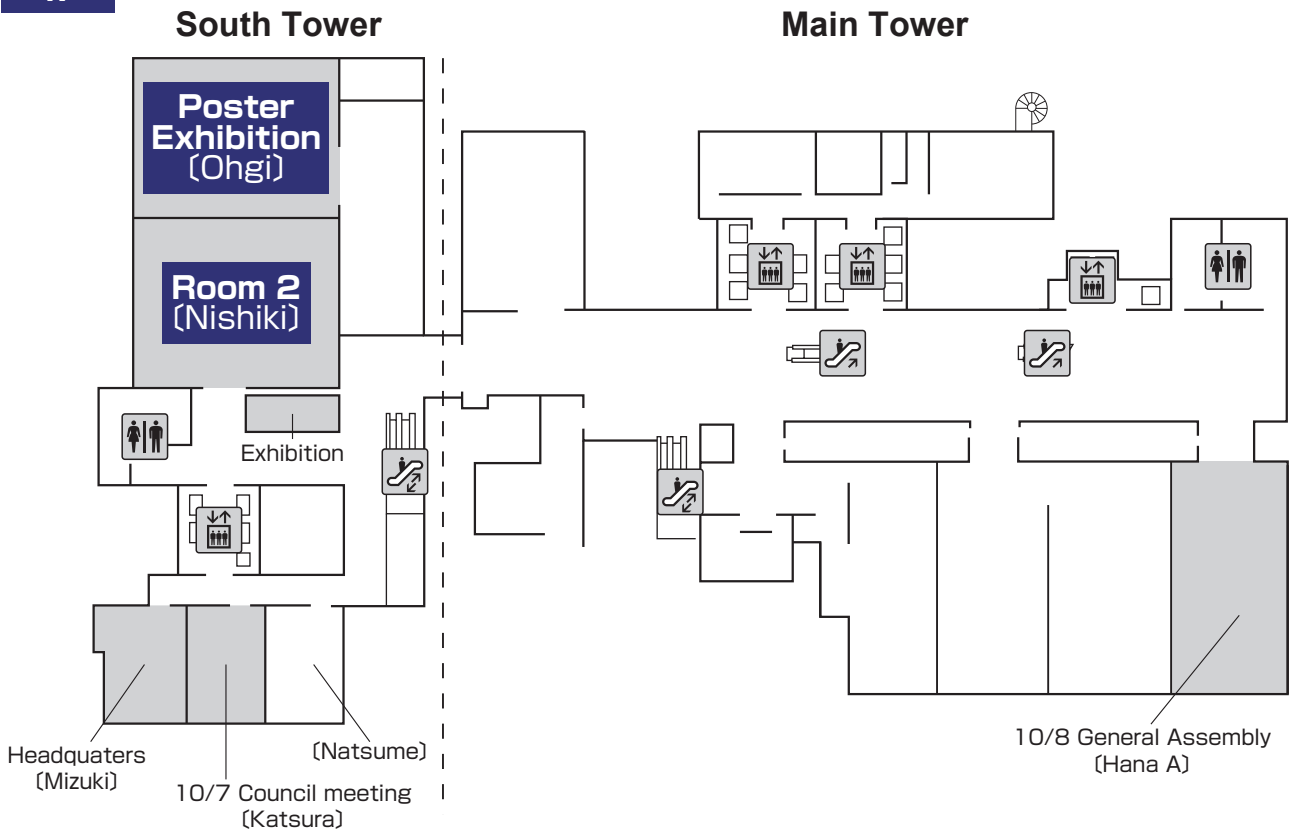 South Tower
Main Tower
Poster
Exhibition
〔Ohgi〕
Room 2
〔Nishiki〕
Exhibition
Headquaters
〔Mizuki〕
10/7 Council meeting
〔Katsura〕
〔Natsume〕
10/8 General Assembly
〔Hana A〕